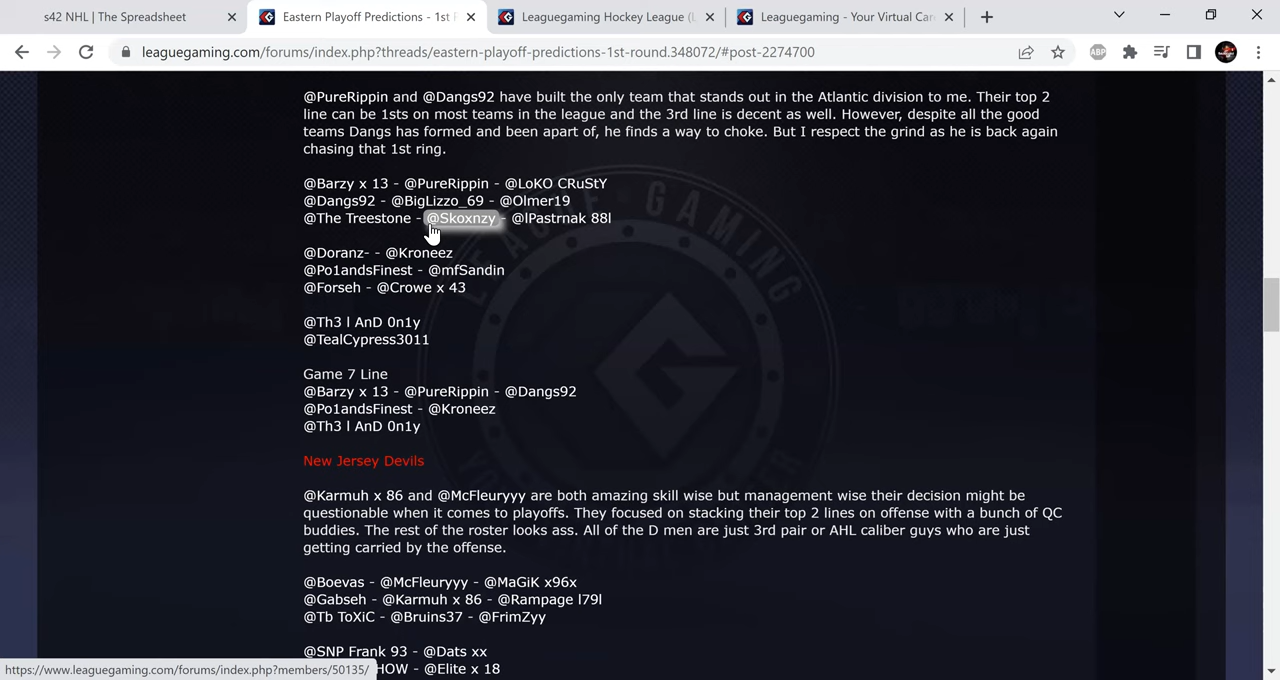 s42 NHL | The Spreadsheet
Eastern Playoff Predictions - 1st
Leaguegaming Hockey League (
Leaguegaming - Your Virtual
leaguegaming.com/forums/index.php?threads/eastern-playoff-predictions-1st-round.348072/#post-2274700
ABP
@PureRippin and @Dangs92 have built the only team that stands out in the Atlantic division to me. Their top 2
line can be 1sts on most teams in the league and the 3rd line is decent as well. However, despite all the good
teams Dangs has formed and been apart of, he finds a way to choke. But I respect the grind as he is back again
chasing that 1st ring.
@Barzy x 13 - @PureRippin - @LoKO CRuStY
@Dangs92 - @BigLizzo_69 - @Olmer19
@The Treestone - @Skoxnzy - @lPastrnak 88l
@Doranz- - @Kroneez
@Po1andsFinest - @mfSandin
@Forseh - @Crowe x 43
@Th3 l AnD 0n1y
@TealCypress3011
Game 7 Line
@Barzy x 13 - @PureRippin - @Dangs92
@Po1andsFinest - @Kroneez
@Th3 l AnD 0n1y
New Jersey Devils
@Karmuh x 86 and @McFleuryyy are both amazing skill wise but management wise their decision might be
questionable when it comes to playoffs. They focused on stacking their top 2 lines on offense with a bunch of QC
buddies. The rest of the roster looks ass. All of the D men are just 3rd pair or AHL caliber guys who are just
getting carried by the offense.
@Boevas - @McFleuryyy - @MaGiK x96x
@Gabseh - @Karmuh x 86 - @Rampage l79l
@Tb ToXiC - @Bruins37 - @FrimZyy
@SNP Frank 93 - @Dats xx
HOW - @Elite x 18
https://www.leaguegaming.com/forums/index.php?members/50135/